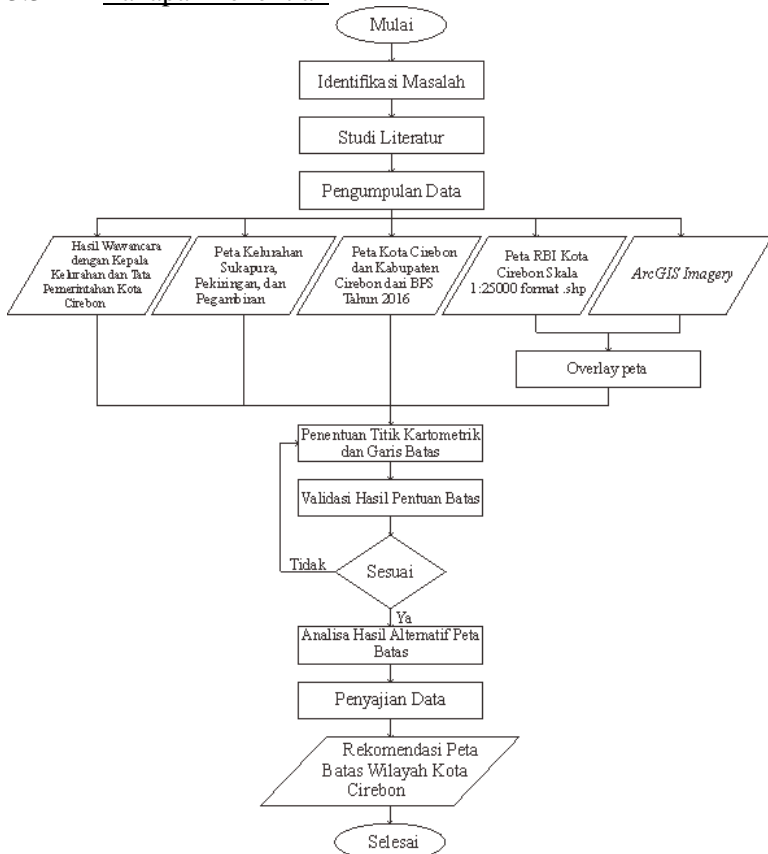 Mulai
Identifikasi Masalah
Studi Literatur
Pengumpulan Data
Hasil Wawancara
dengan Kepala
Kelurahan dan Tata
Pemerintahan Kota
Cirebon
Peta Kelurahan
Sukapura,
Pekiringan, dan
Pegambiran
Peta Kota Cirebon
dan Kabupaten
Cirebon dari BPS
Tahun 2016
Peta RBI Kota
Cirebon Skala
1:25000 format .shp
ArcGIS Imagery
Overlay peta
Penentuan Titik Kartometrik
dan Garis Batas
Validasi Hasil Pentuan Batas
Tidak
Sesuai
Ya
Analisa Hasil Alternatif Peta
Batas
Penyajian Data
Rekomendasi Peta
Batas Wilayah Kota
Cirebon
Selesai